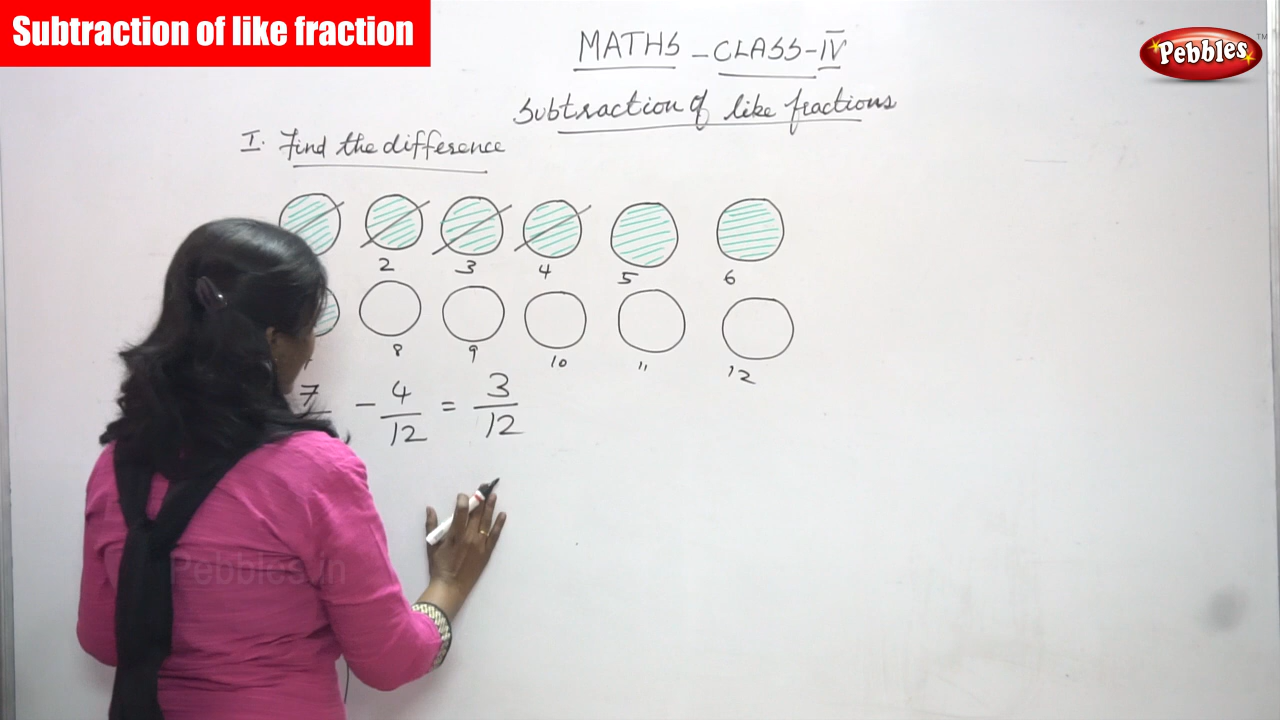 Subtraction of like fraction
MATHS - CLASS - IV
Pebbles TM
Subtraction of like fractions
I. Find the difference
2 3 4 5 6
8 9 10 11 12
7 - 4/12 = 3/12
Pebbles.in